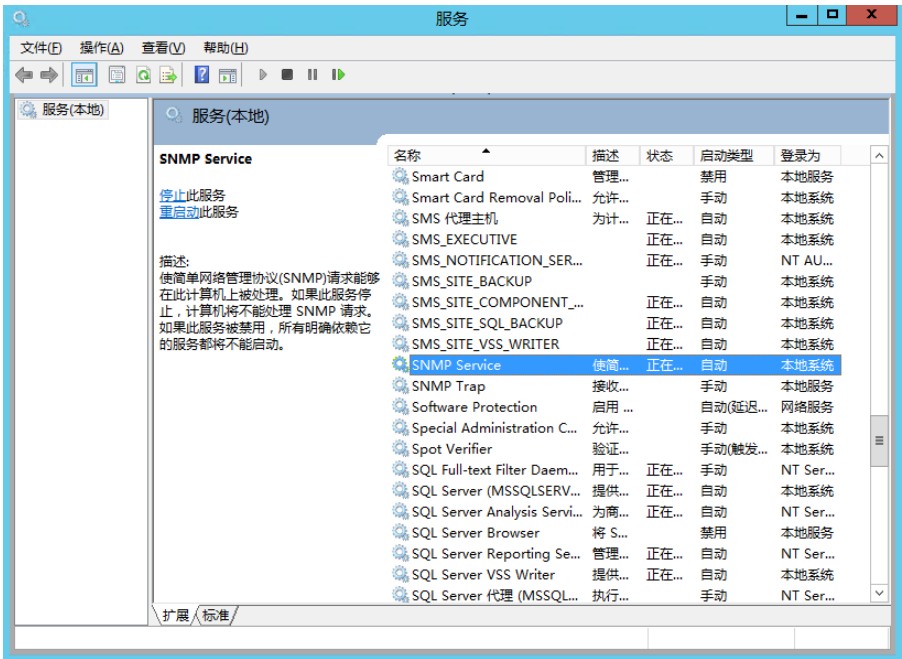 服务
文件(F) 操作(A) 查看(V) 帮助(H)
服务(本地)
服务(本地)
SNMP Service
停止此服务
重启动此服务
描述:
使简单网络管理协议(SNMP)请求能够
在此计算机上被处理。如果此服务停
止，计算机将不能处理 SNMP 请求。
如果此服务被禁用，所有明确依赖它
的服务都将不能启动。
名称 描述 状态 启动类型 登录为
Smart Card 管理... 禁用 本地服务
Smart Card Removal Poli... 允许... 手动 本地系统
SMS 代理主机 为计... 正在... 自动 本地系统
SMS_EXECUTIVE 正在... 自动 本地系统
SMS_NOTIFICATION_SER... 正在... 手动 NT AU...
SMS_SITE_BACKUP 手动 本地系统
SMS_SITE_COMPONENT_... 正在... 自动 本地系统
SMS_SITE_SQL_BACKUP 正在... 自动 本地系统
SMS_SITE_VSS_WRITER 正在... 自动 本地系统
SNMP Service 使简... 正在... 自动 本地系统
SNMP Trap 接收... 手动 本地服务
Software Protection 启用 ... 自动(延迟... 网络服务
Special Administration C... 允许... 手动 本地系统
Spot Verifier 验证... 手动(触发... 本地系统
SQL Full-text Filter Daem... 用于... 正在... 手动 NT Ser...
SQL Server (MSSQLSERV... 提供... 正在... 自动 本地系统
SQL Server Analysis Servi... 为商... 正在... 自动 NT Ser...
SQL Server Browser 将 S... 禁用 本地服务
SQL Server Reporting Se... 管理... 正在... 自动 NT Ser...
SQL Server VSS Writer 提供... 正在... 自动 本地系统
SQL Server 代理 (MSSQL... 执行... 手动 NT Ser...
扩展 标准